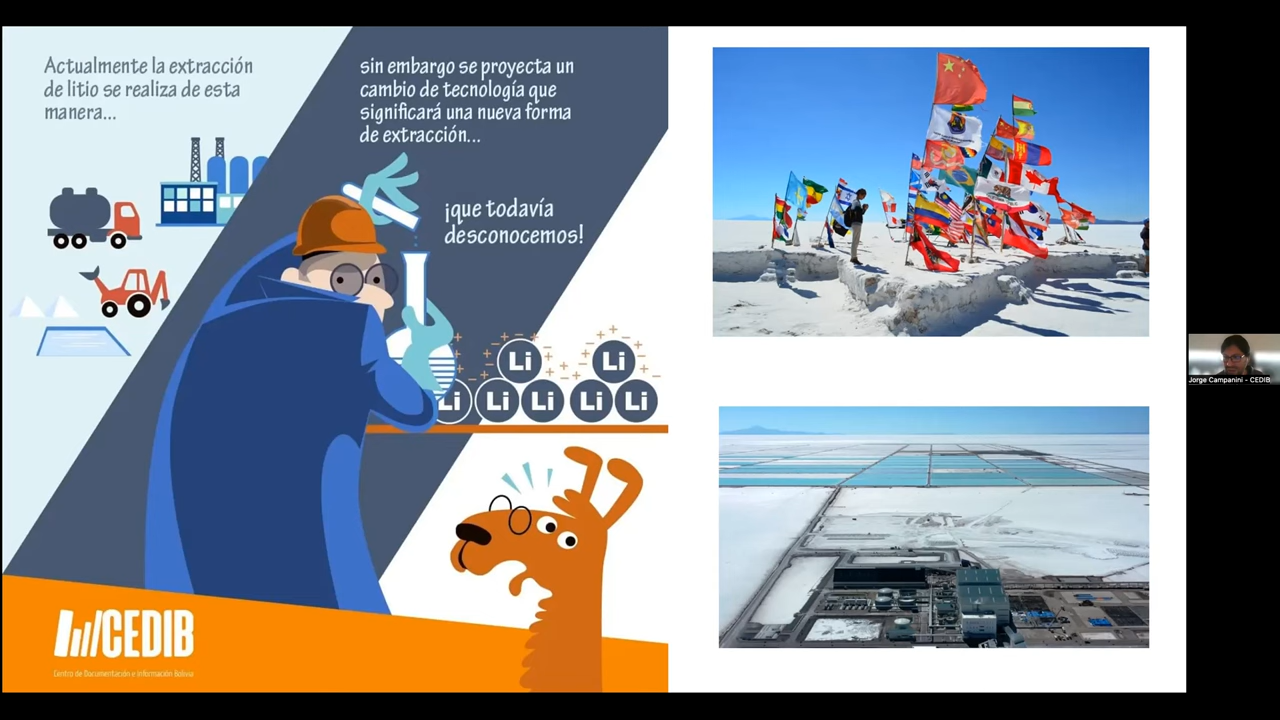 Actualmente la extracción
de litio se realiza de esta
manera...
sin embargo se proyecta un
cambio de tecnología que
significará una nueva forma
de extracción...
¡que todavía
desconocemos!
Li
Li
Li
Li
Li
Li
Li
CEDIB
Centro de Documentación e Información Bolivia
Jorge Campanini - CEDIB